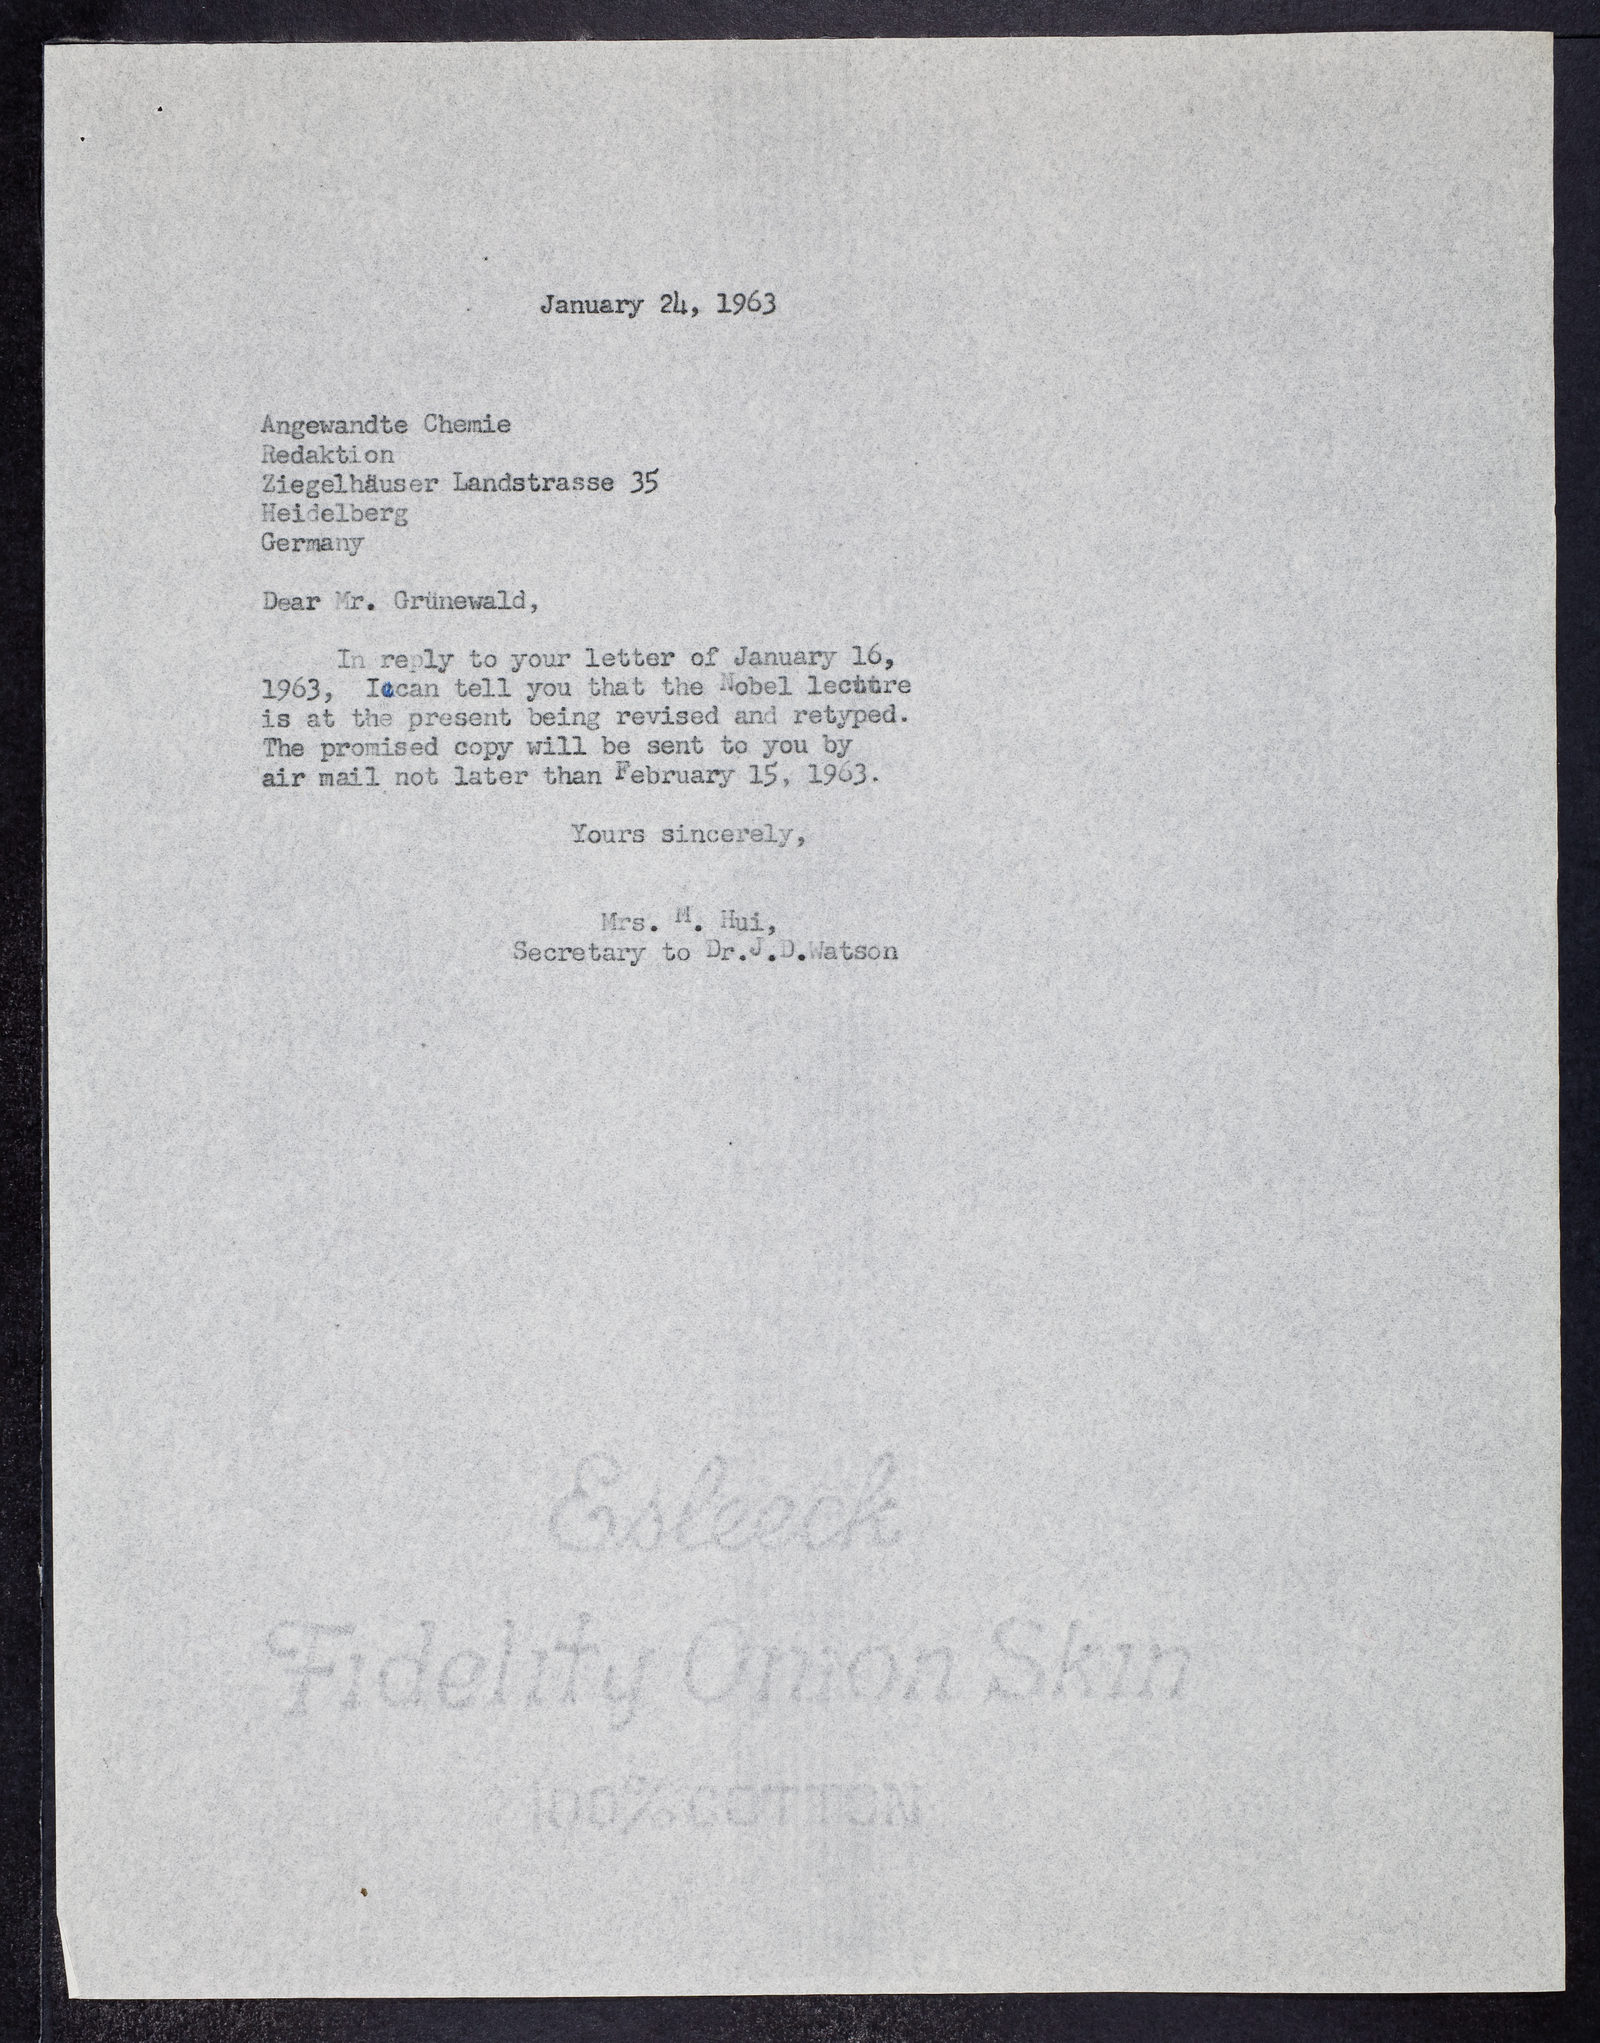 January 24, 1963
Angewandte Chemie
Redaktion
Ziegelhäuser Landstrasse 35
Heidelberg
Germany
Dear Mr. Grünewald,
In reply to your letter of January 16,
1963, I can tell you that the Nobel lecture
is at the present being revised and retyped.
The promised copy will be sent to you by
air mail not later than February 15, 1963.
Yours sincerely,
Mrs. M. Hui,
Secretary to Dr.J.D.Watson
Esleeck
Fidelity Onion Skin
100% COTTON